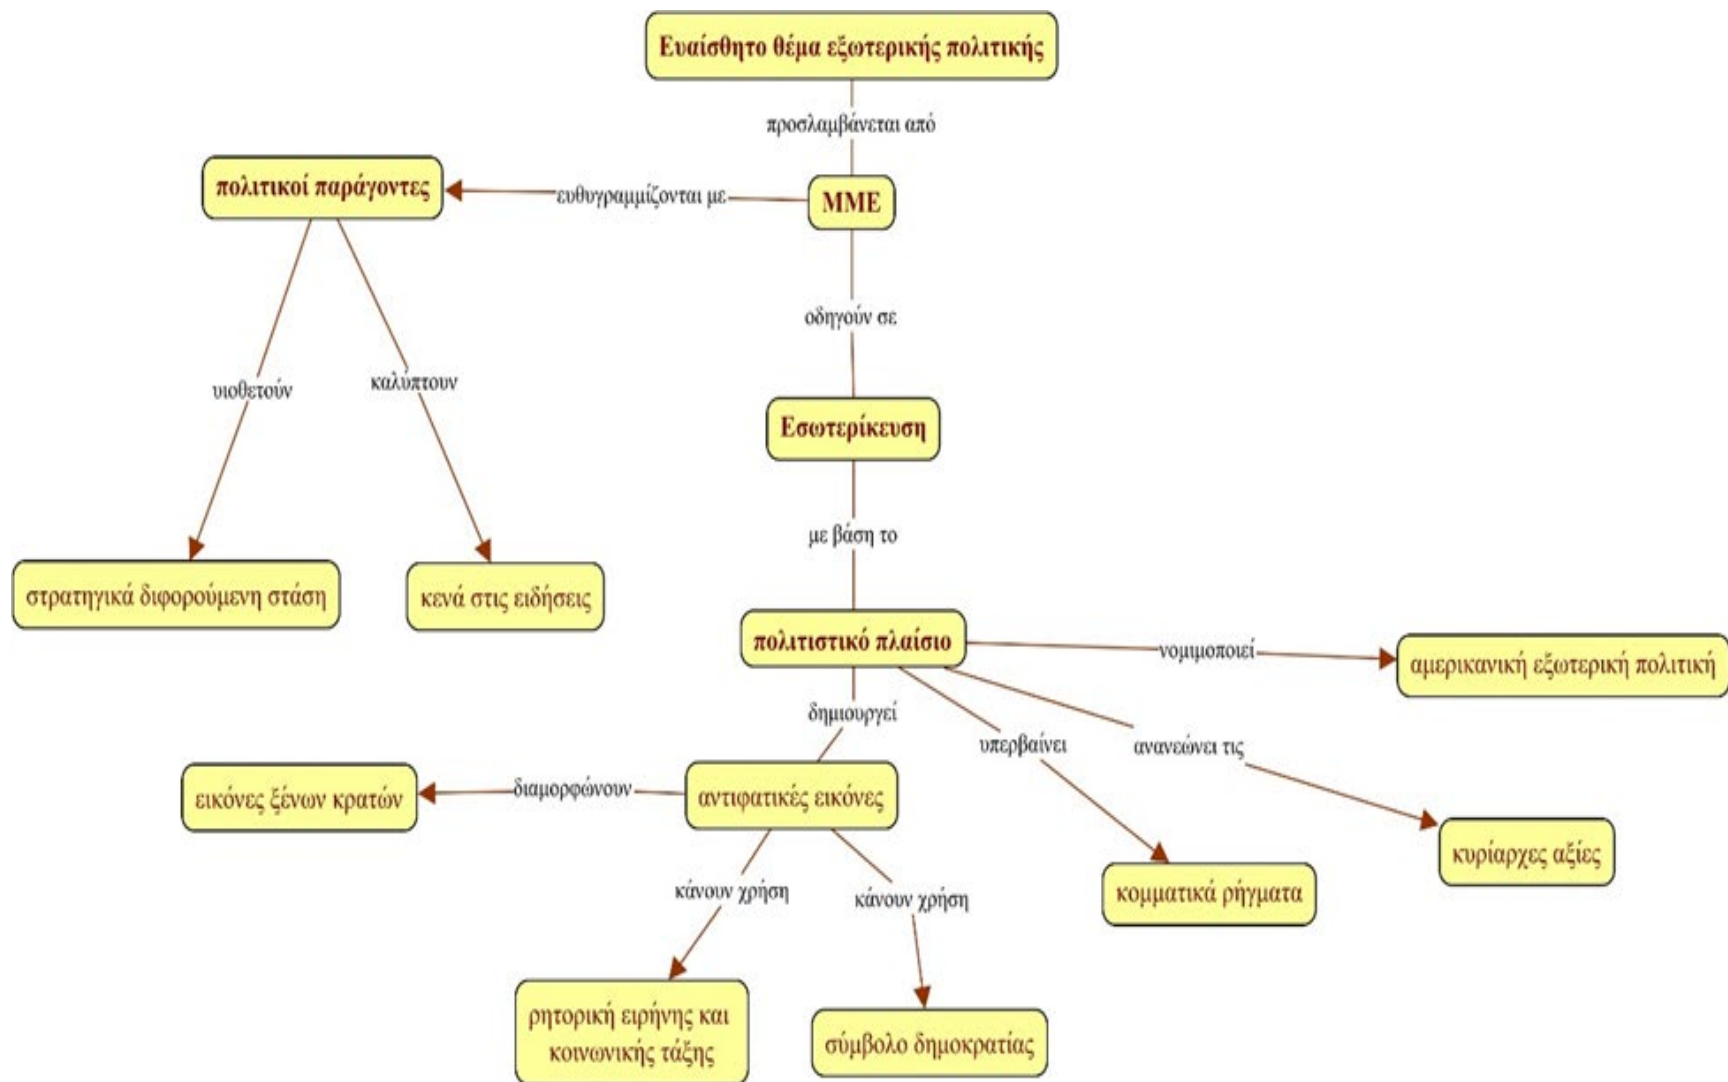 Ευαίσθητο θέμα εξωτερικής πολιτικής
προσλαμβάνεται από
πολιτικοί παράγοντες
ευθυγραμμίζονται με
ΜΜΕ
οδηγούν σε
υιοθετούν
καλύπτουν
Εσωτερίκευση
με βάση το
στρατηγικά διφορούμενη στάση
κενά στις ειδήσεις
πολιτιστικό πλαίσιο
νομιμοποιεί
αμερικανική εξωτερική πολιτική
δημιουργεί
υπερβαίνει
ανανεώνει τις
εικόνες ξένων κρατών
διαμορφώνουν
αντιφατικές εικόνες
κυρίαρχες αξίες
κομματικά ρήγματα
κάνουν χρήση
κάνουν χρήση
ρητορική ειρήνης και
κοινωνικής τάξης
σύμβολο δημοκρατίας